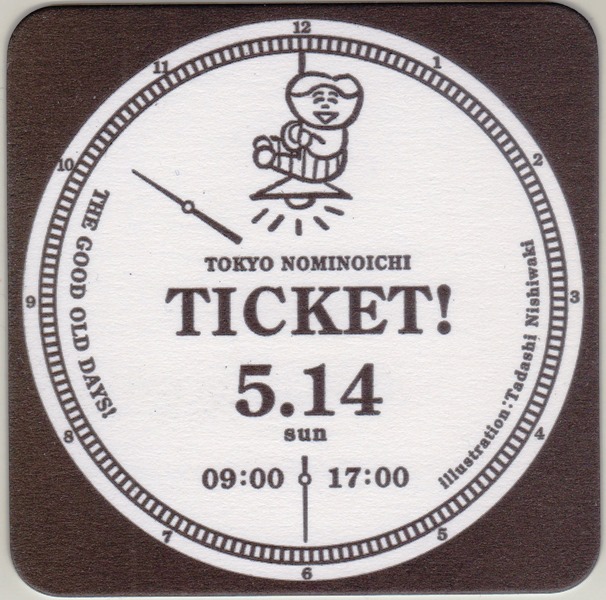 12
11
1
10
2
9
3
8
4
7
5
6
THE GOOD OLD DAYS!
TOKYO NOMINOICHI
TICKET!
5.14
sun
09:00 17:00
illustration:Tadashi Nishiwaki